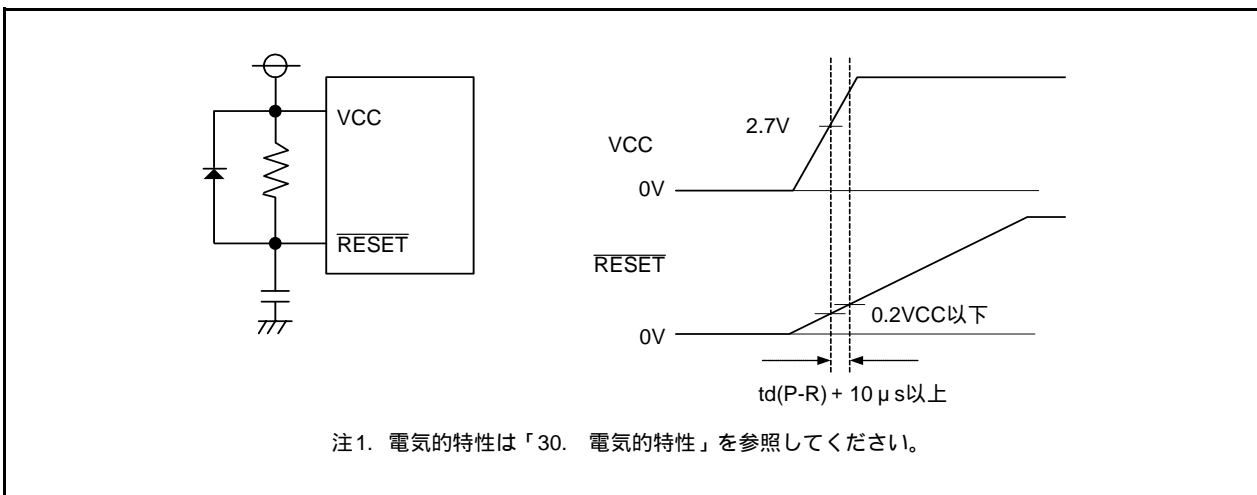 VCC
RESET
2.7V
VCC
0V
RESET
0.2VCC以下
0V
td(P-R) + 10 μ s以上
注1. 電気的特性は「30. 電気的特性」を参照してください。